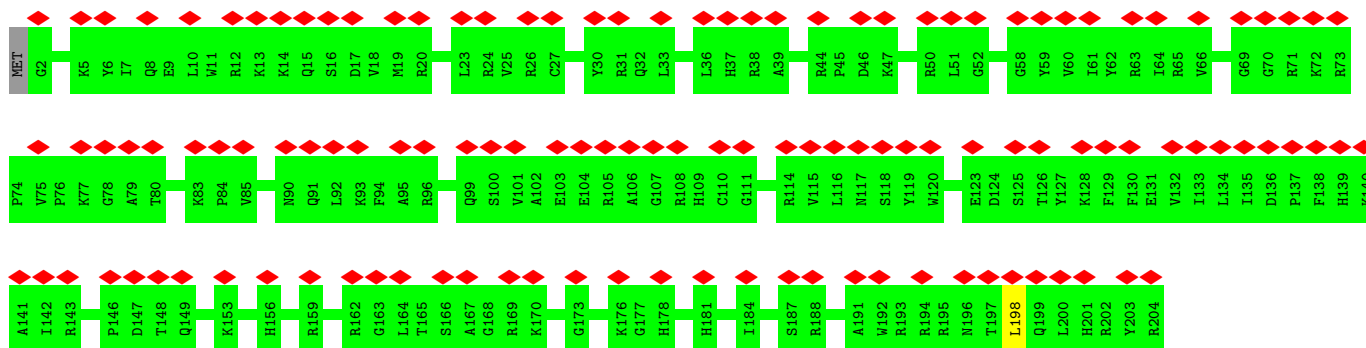 MET G2 K5 Y6 I7 Q8 E9 L10 W11 R12 K13 K14 Q15 S16 D17 V18 M19 R20 L23 R24 V25 R26 C27 Y30 R31 Q32 L33 L36 H37 R38 A39 R44 P45 D46 K47 R50 L51 G52 G58 Y59 V60 I61 Y62 R63 I64 R65 V66 G69 G70 R71 K72 R73
P74 V75 P76 K77 G78 A79 T80 K83 P84 V85 N90 Q91 L92 K93 F94 A95 R96 Q99 S100 V101 A102 E103 E104 R105 A106 G107 R108 H109 C110 G111 R114 V115 L116 N117 S118 Y119 W120 E123 D124 S125 T126 Y127 K128 F129 F130 E131 V132 I133 L134 I135 D136 P137 F138 H139 K140
A141 I142 R143 P146 D147 T148 Q149 K153 H156 R159 R162 G163 L164 T165 S166 A167 G168 R169 K170 G173 K176 G177 H178 H181 I184 S187 R188 A191 W192 R193 R194 R195 N196 T197 L198 Q199 L200 H201 R202 Y203 R204